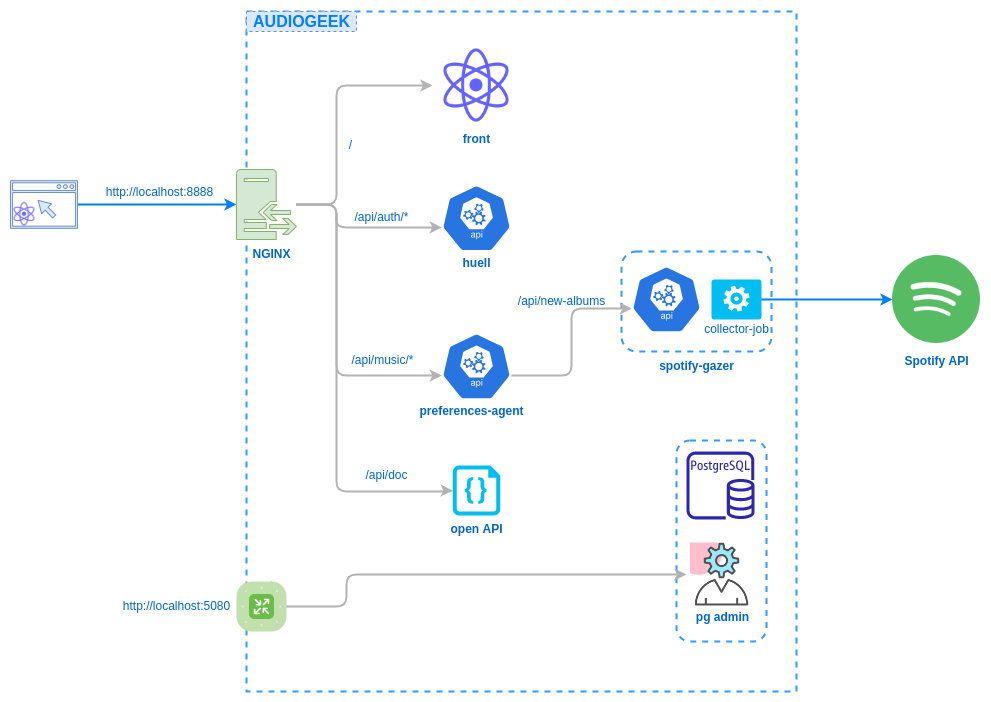 AUDIOGEEK
front
/
http://localhost:8888
/api/auth/*
api
NGINX
huell
/api/new-albums
api
collector-job
/api/music/*
spotify-gazer
Spotify API
api
preferences-agent
PostgreSQL
/api/doc
{}
open API
http://localhost:5080
pg admin